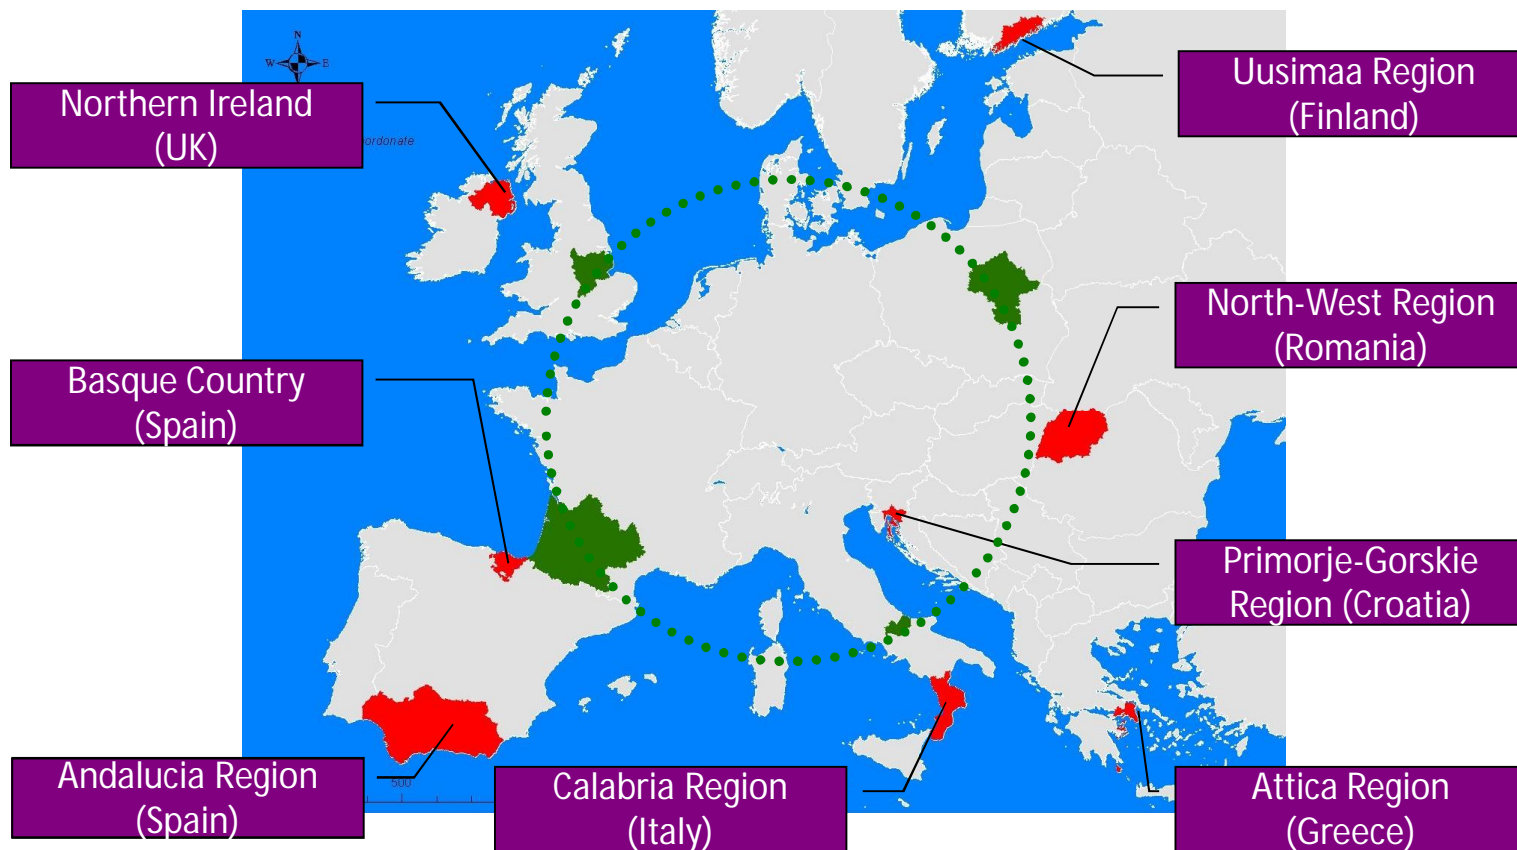 N
W
E
S
Northern Ireland
(UK)
Uusimaa Region
(Finland)
North-West Region
(Romania)
Basque Country
(Spain)
Primorje-Gorskie
Region (Croatia)
Andalucia Region
(Spain)
500
Calabria Region
(Italy)
Attica Region
(Greece)